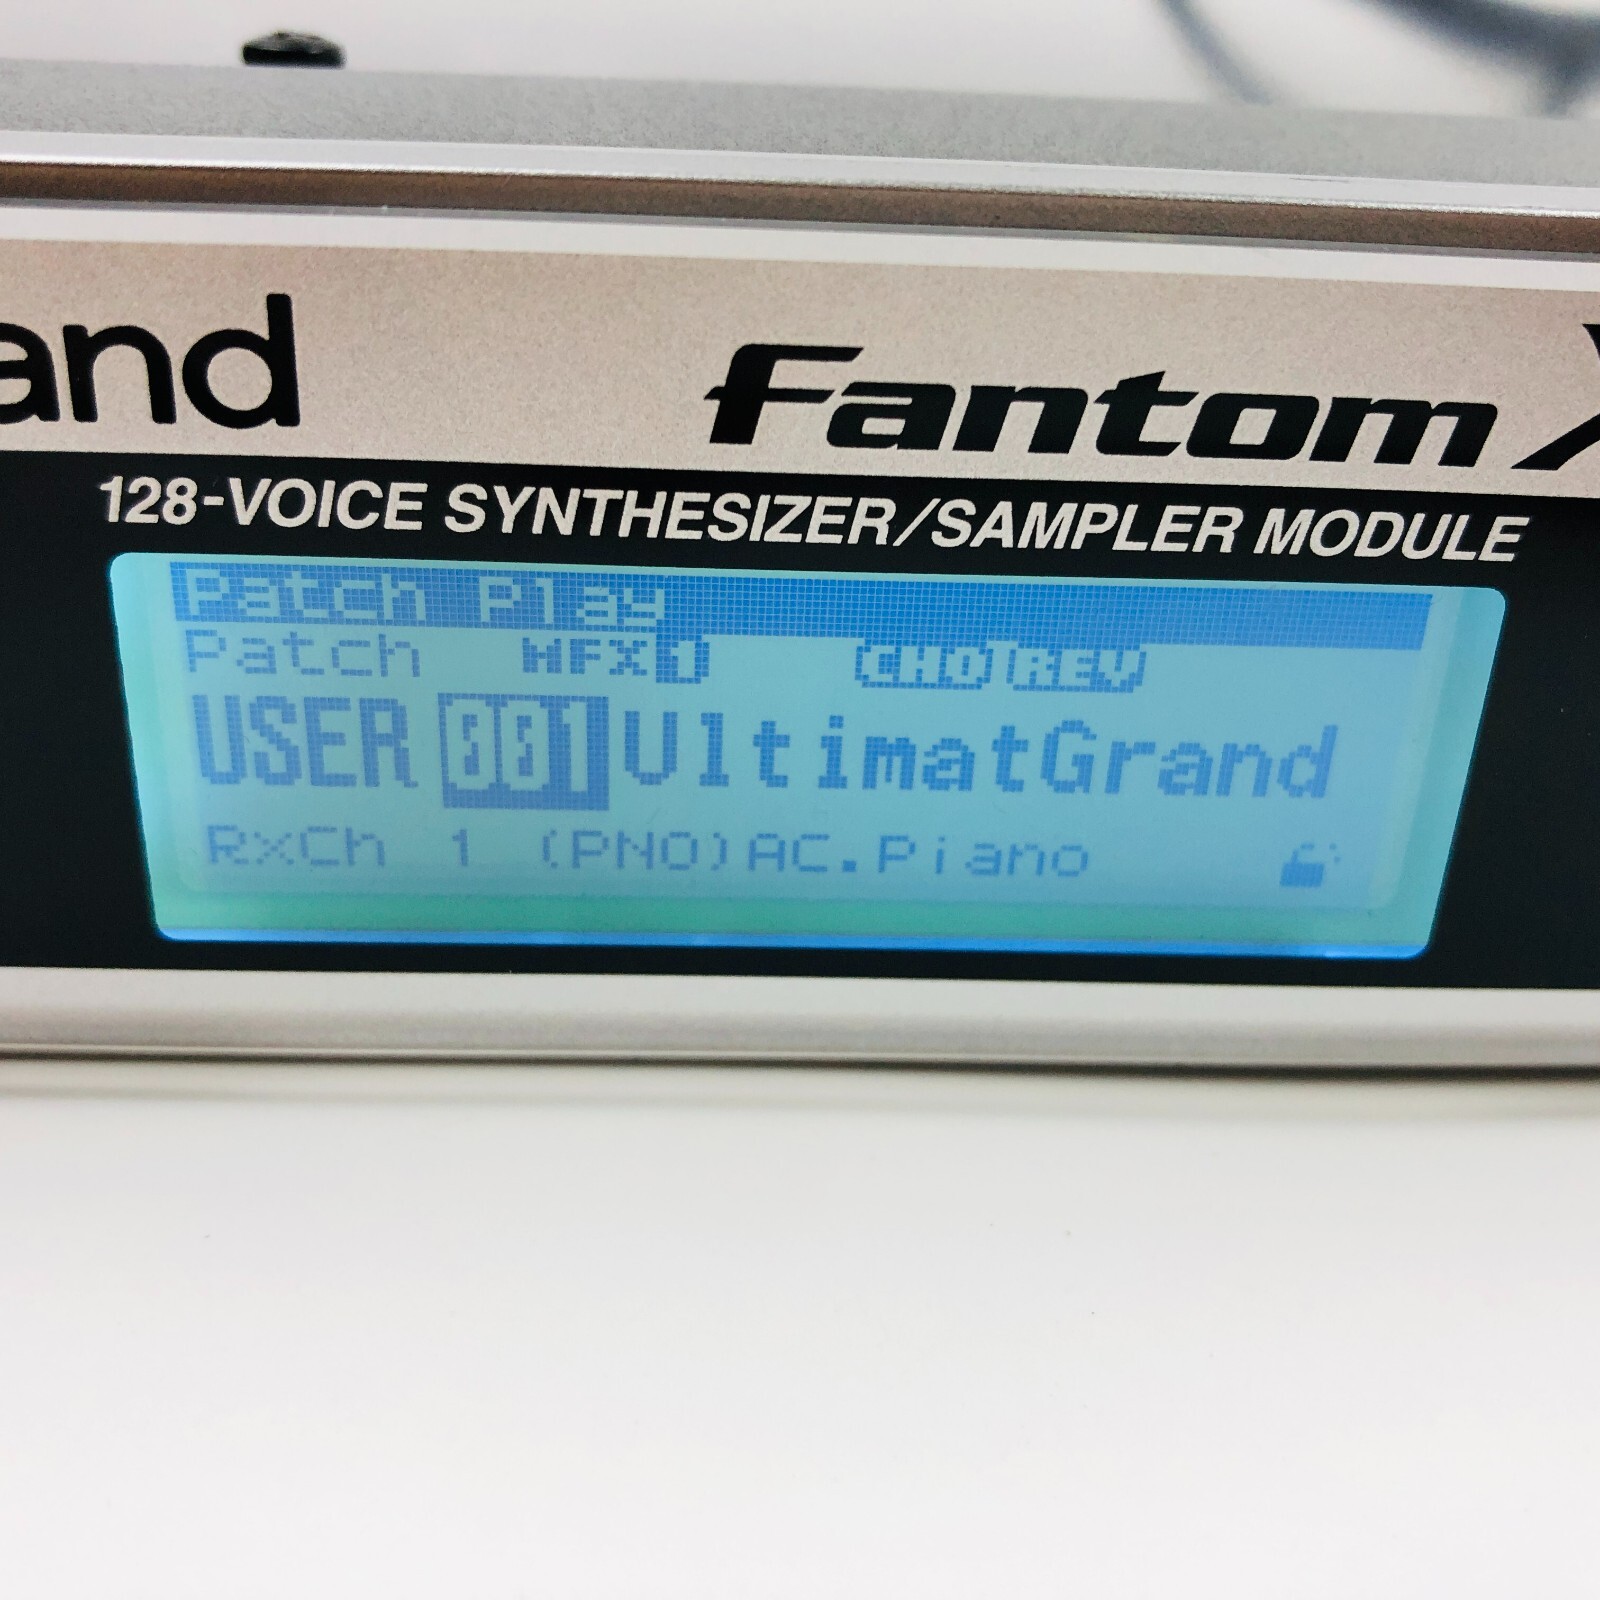 and Fantom X
128-VOICE SYNTHESIZER/SAMPLER MODULE
Patch Play
Patch MFX1 CHO REV
USER 001 UltimatGrand
RxCh 1 (PNO)AC.Piano